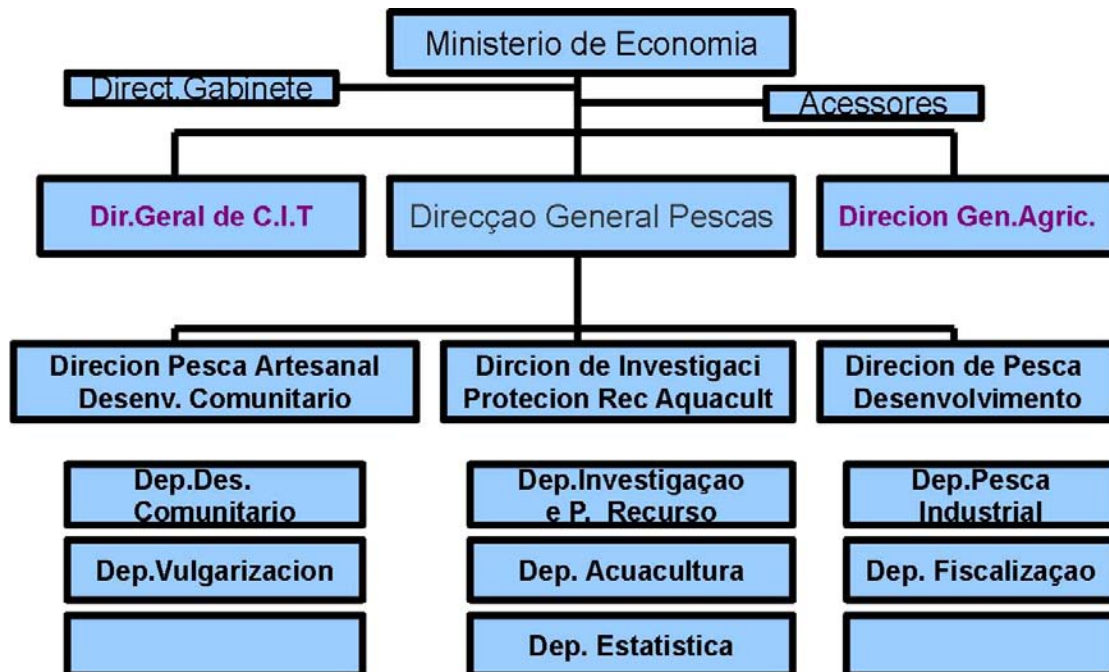 Ministerio de Economia
Direct.Gabinete
Acessores
Dir.Geral de C.I.T
Direcçao General Pescas
Direcion Gen.Agric.
Direcion Pesca Artesanal
Desenv. Comunitario
Dircion de Investigaci
Protecion Rec Aquacult
Direcion de Pesca
Desenvolvimento
Dep.Des.
Comunitario
Dep.Investigaçao
e P. Recurso
Dep.Pesca
Industrial
Dep.Vulgarizacion
Dep. Acuacultura
Dep. Fiscalizaçao
Dep. Estatistica